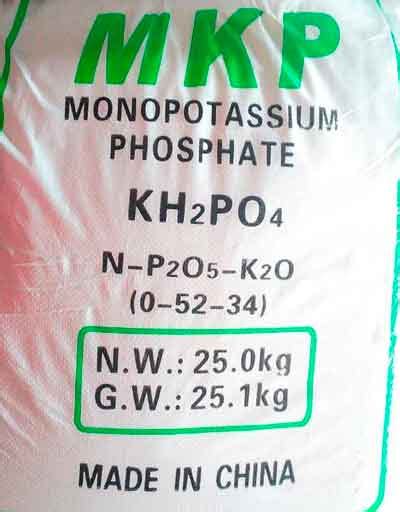 MKP
MONOPOTASSIUM
PHOSPHATE
KH2PO4
N-P2O5-K2O
(0-52-34)
N.W.: 25.0kg
G.W.: 25.1kg
MADE IN CHINA